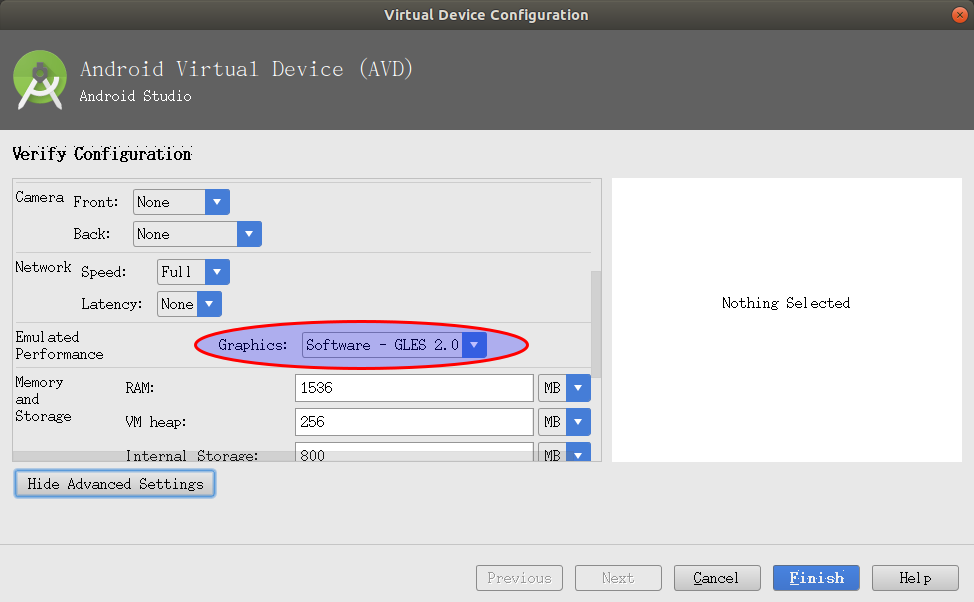 Virtual Device Configuration
Android Virtual Device (AVD)
Android Studio
Verify Configuration
Camera Front: None
Back: None
Network Speed: Full
Latency: None
Emulated
Performance
Graphics: Software - GLES 2.0
Memory
and
Storage
RAM: 1536 MB
VM heap: 256 MB
Internal Storage: 800 MB
Nothing Selected
Hide Advanced Settings
Previous Next Cancel Finish Help